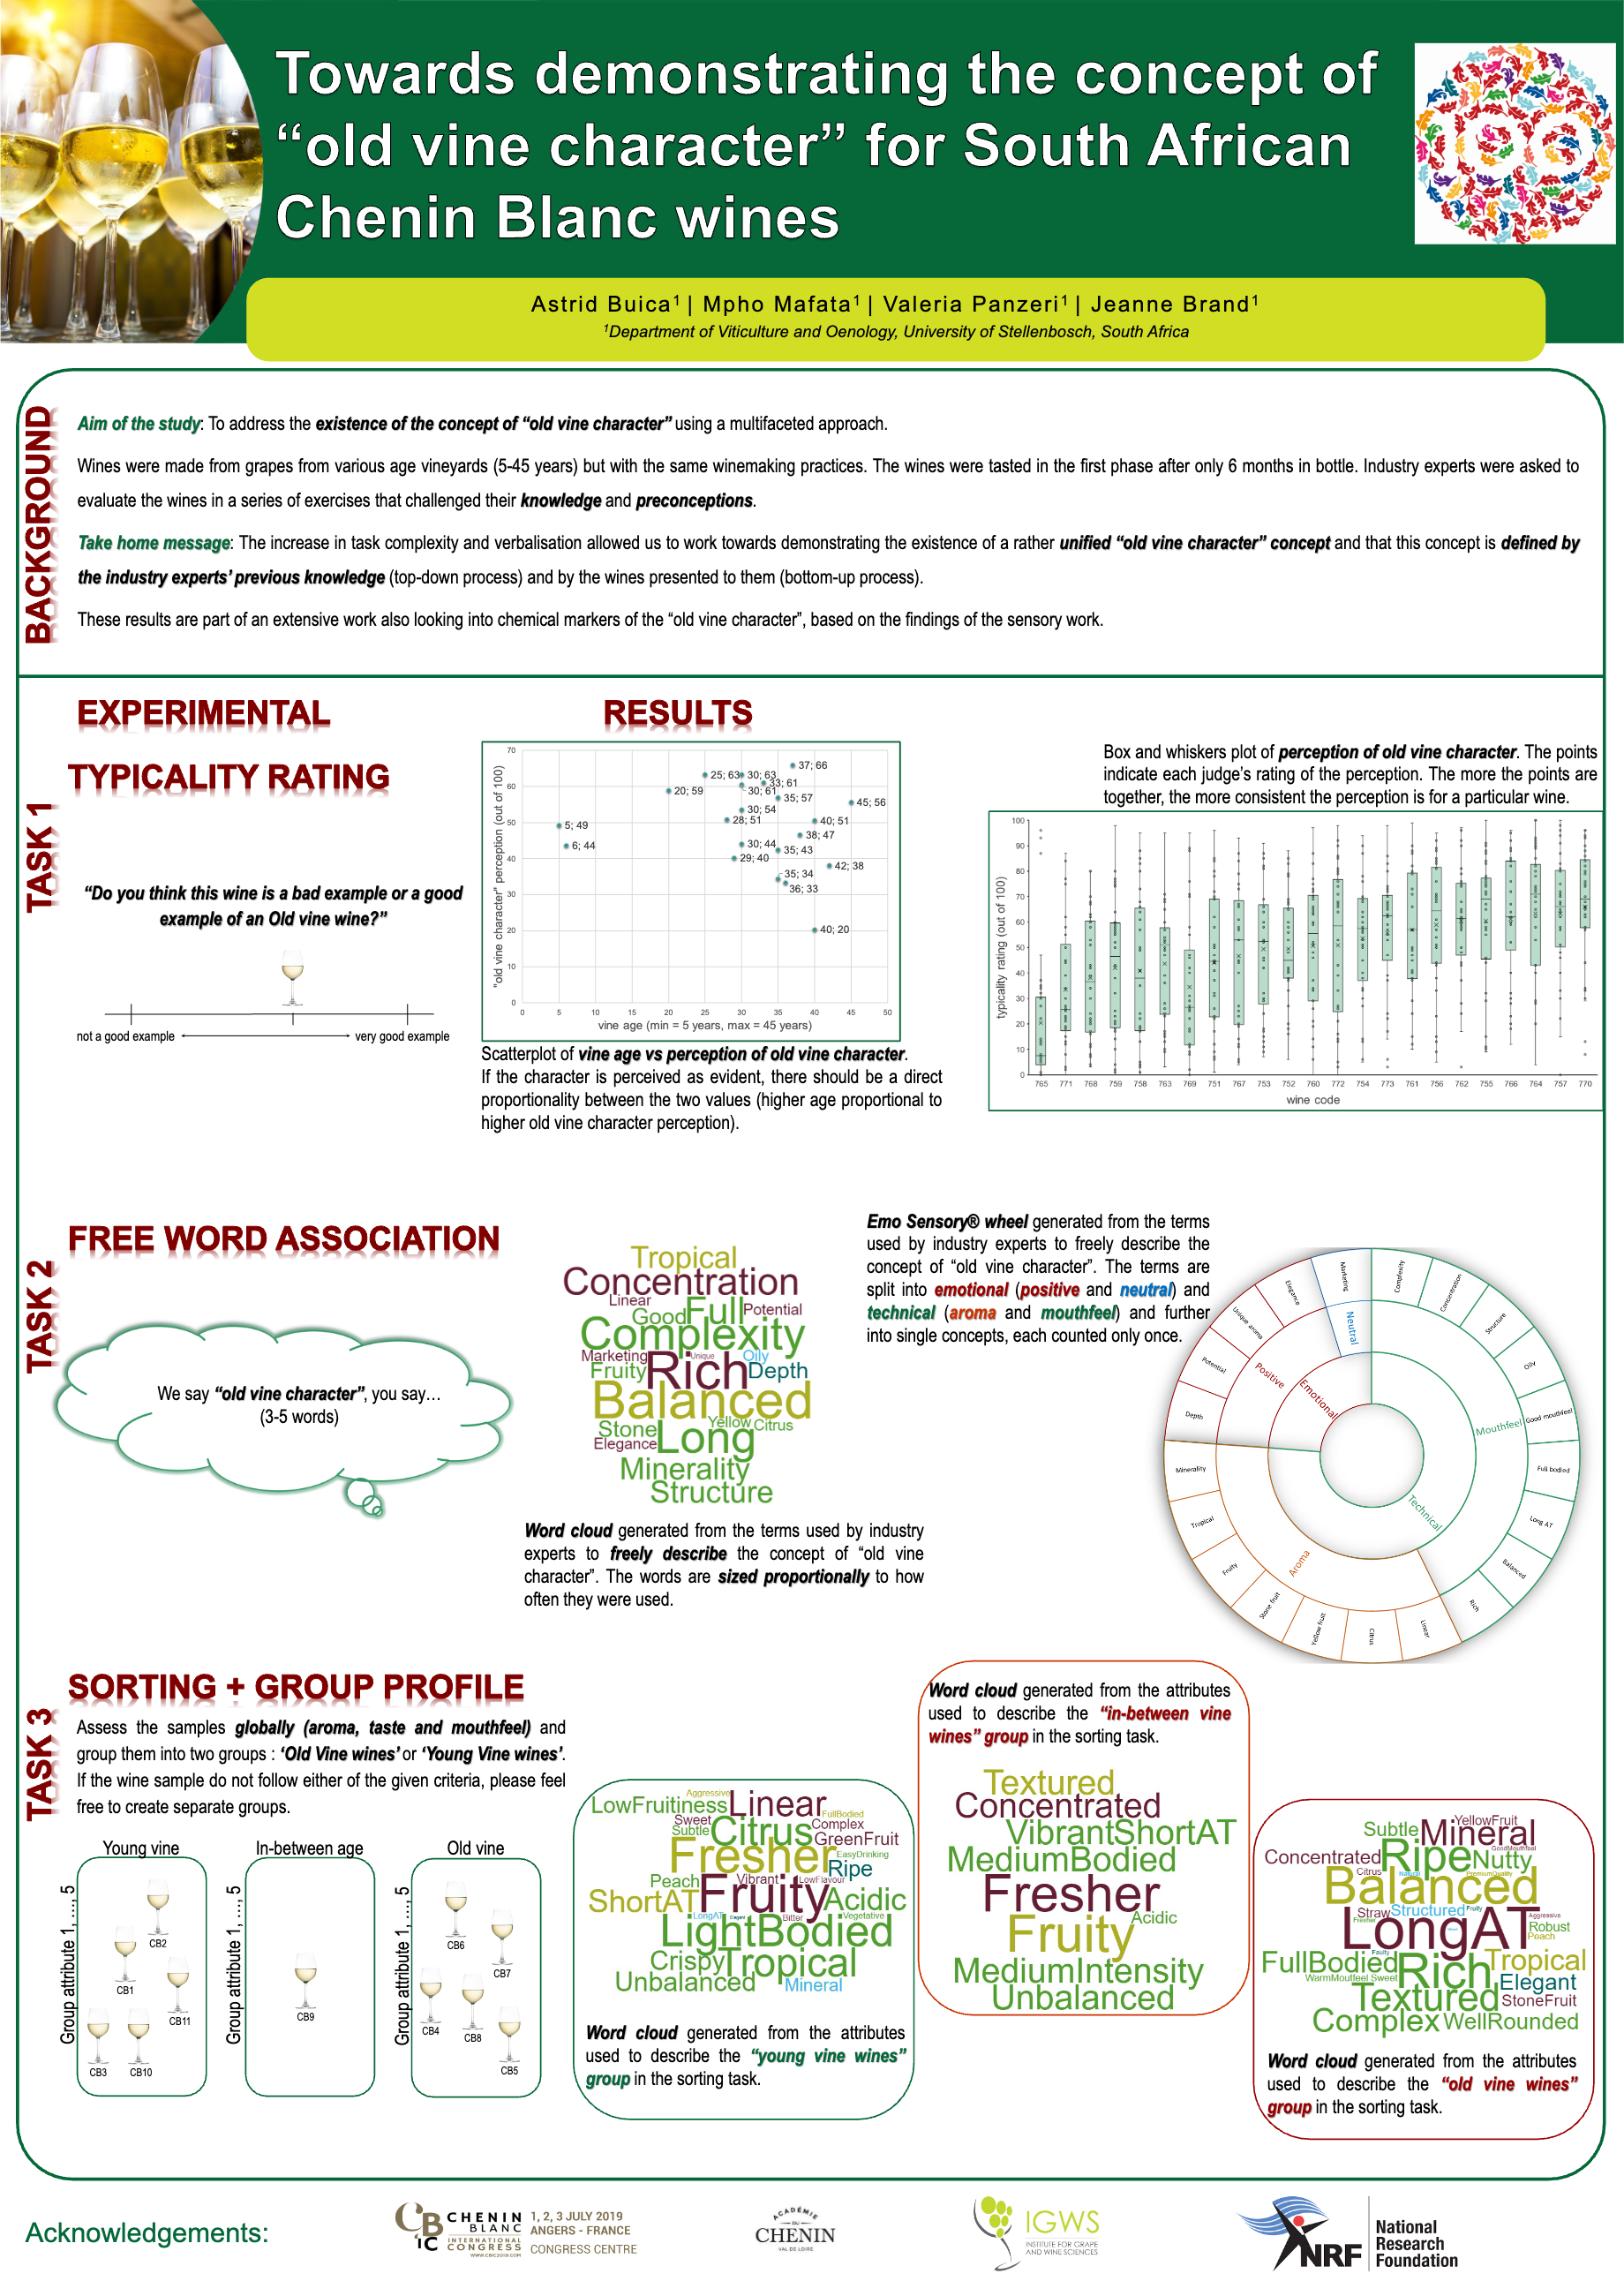 Towards demonstrating the concept of
“old vine character” for South African
Chenin Blanc wines
Astrid Buica¹ | Mpho Mafata¹ | Valeria Panzeri¹ | Jeanne Brand¹
¹Department of Viticulture and Oenology, University of Stellenbosch, South Africa
BACKGROUND
Aim of the study: To address the existence of the concept of “old vine character” using a multifaceted approach.
Wines were made from grapes from various age vineyards (5-45 years) but with the same winemaking practices. The wines were tasted in the first phase after only 6 months in bottle. Industry experts were asked to
evaluate the wines in a series of exercises that challenged their knowledge and preconceptions.
Take home message: The increase in task complexity and verbalisation allowed us to work towards demonstrating the existence of a rather unified “old vine character” concept and that this concept is defined by
the industry experts’ previous knowledge (top-down process) and by the wines presented to them (bottom-up process).
These results are part of an extensive work also looking into chemical markers of the “old vine character”, based on the findings of the sensory work.
EXPERIMENTAL
RESULTS
TASK 1
TYPICALITY RATING
“Do you think this wine is a bad example or a good
example of an Old vine wine?”
not a good example
very good example
"old vine character" perception (out of 100)
70
60
50
40
30
20
10
0
37; 66
25; 63
30; 63
33; 61
30; 61
20; 59
35; 57
45; 56
30; 54
28; 51
40; 51
5; 49
38; 47
6; 44
30; 44
35; 43
29; 40
42; 38
35; 34
36; 33
40; 20
0 5 10 15 20 25 30 35 40 45 50
vine age (min = 5 years, max = 45 years)
Scatterplot of vine age vs perception of old vine character.
If the character is perceived as evident, there should be a direct
proportionality between the two values (higher age proportional to
higher old vine character perception).
Box and whiskers plot of perception of old vine character. The points
indicate each judge’s rating of the perception. The more the points are
together, the more consistent the perception is for a particular wine.
typicality rating (out of 100)
100
90
80
70
60
50
40
30
20
10
0
765 771 768 759 758 763 769 751 767 753 752 760 772 754 773 761 756 762 755 766 764 757 770
wine code
TASK 2
FREE WORD ASSOCIATION
We say “old vine character”, you say…
(3-5 words)
Tropical
Concentration
Linear
Good Full Potential
Complexity
Marketing Unique Oily
Fruity Rich Depth
Balanced
Stone Yellow Citrus
Elegance Long
Minerality
Structure
Word cloud generated from the terms used by industry
experts to freely describe the concept of “old vine
character”. The words are sized proportionally to how
often they were used.
Emo Sensory® wheel generated from the terms
used by industry experts to freely describe the
concept of “old vine character”. The terms are
split into emotional (positive and neutral) and
technical (aroma and mouthfeel) and further
into single concepts, each counted only once.
Marketing
Complexity
Concentration
Structure
Oily
Good mouthfeel
Full bodied
Long AT
Balanced
Rich
Linear
Citrus
Yellow fruit
Stone fruit
Fruity
Tropical
Minerality
Depth
Potential
Unique aroma
Elegance
Neutral
Positive
Emotional
Mouthfeel
Technical
Aroma
TASK 3
SORTING + GROUP PROFILE
Assess the samples globally (aroma, taste and mouthfeel) and
group them into two groups : ‘Old Vine wines’ or ‘Young Vine wines’.
If the wine sample do not follow either of the given criteria, please feel
free to create separate groups.
Young vine
In-between age
Old vine
Group attribute 1, …, 5
CB2
CB1
CB11
CB3
CB10
Group attribute 1, …, 5
CB9
Group attribute 1, …, 5
CB6
CB7
CB4
CB8
CB5
Aggressive
LowFruitiness Linear
FullBodied
Sweet Complex
Subtle Citrus GreenFruit
Fresher EasyDrinking
Ripe
Peach Vibrant LowFlavour
ShortAT Fruity Acidic
LongAT Elegant Bitter Vegetative
LightBodied
Crispy Tropical
Unbalanced Mineral
Word cloud generated from the attributes
used to describe the “young vine wines”
group in the sorting task.
Word cloud generated from the attributes
used to describe the “in-between vine
wines” group in the sorting task.
Textured
Concentrated
VibrantShortAT
MediumBodied
Fresher
Fruity Acidic
MediumIntensity
Unbalanced
YellowFruit
Subtle Mineral
GoodMouthfeel
Concentrated Ripe Nutty
Citrus Natural PremiumQuality
Balanced
Straw Structured Fruity
Fresher LongAT Aggressive
Robust
Peach
Faulty
FullBodied Rich Tropical
WarmMoutfeel Sweet Elegant
Textured StoneFruit
Complex WellRounded
Word cloud generated from the attributes
used to describe the “old vine wines”
group in the sorting task.
Acknowledgements:
CBIC
CHENIN
BLANC
INTERNATIONAL
CONGRESS
WWW.CBIC2019.COM
1, 2, 3 JULY 2019
ANGERS - FRANCE
CONGRESS CENTRE
ACADÉMIE
DU
CHENIN
VAL DE LOIRE
IGWS
INSTITUTE FOR GRAPE
AND WINE SCIENCES
NRF
National
Research
Foundation